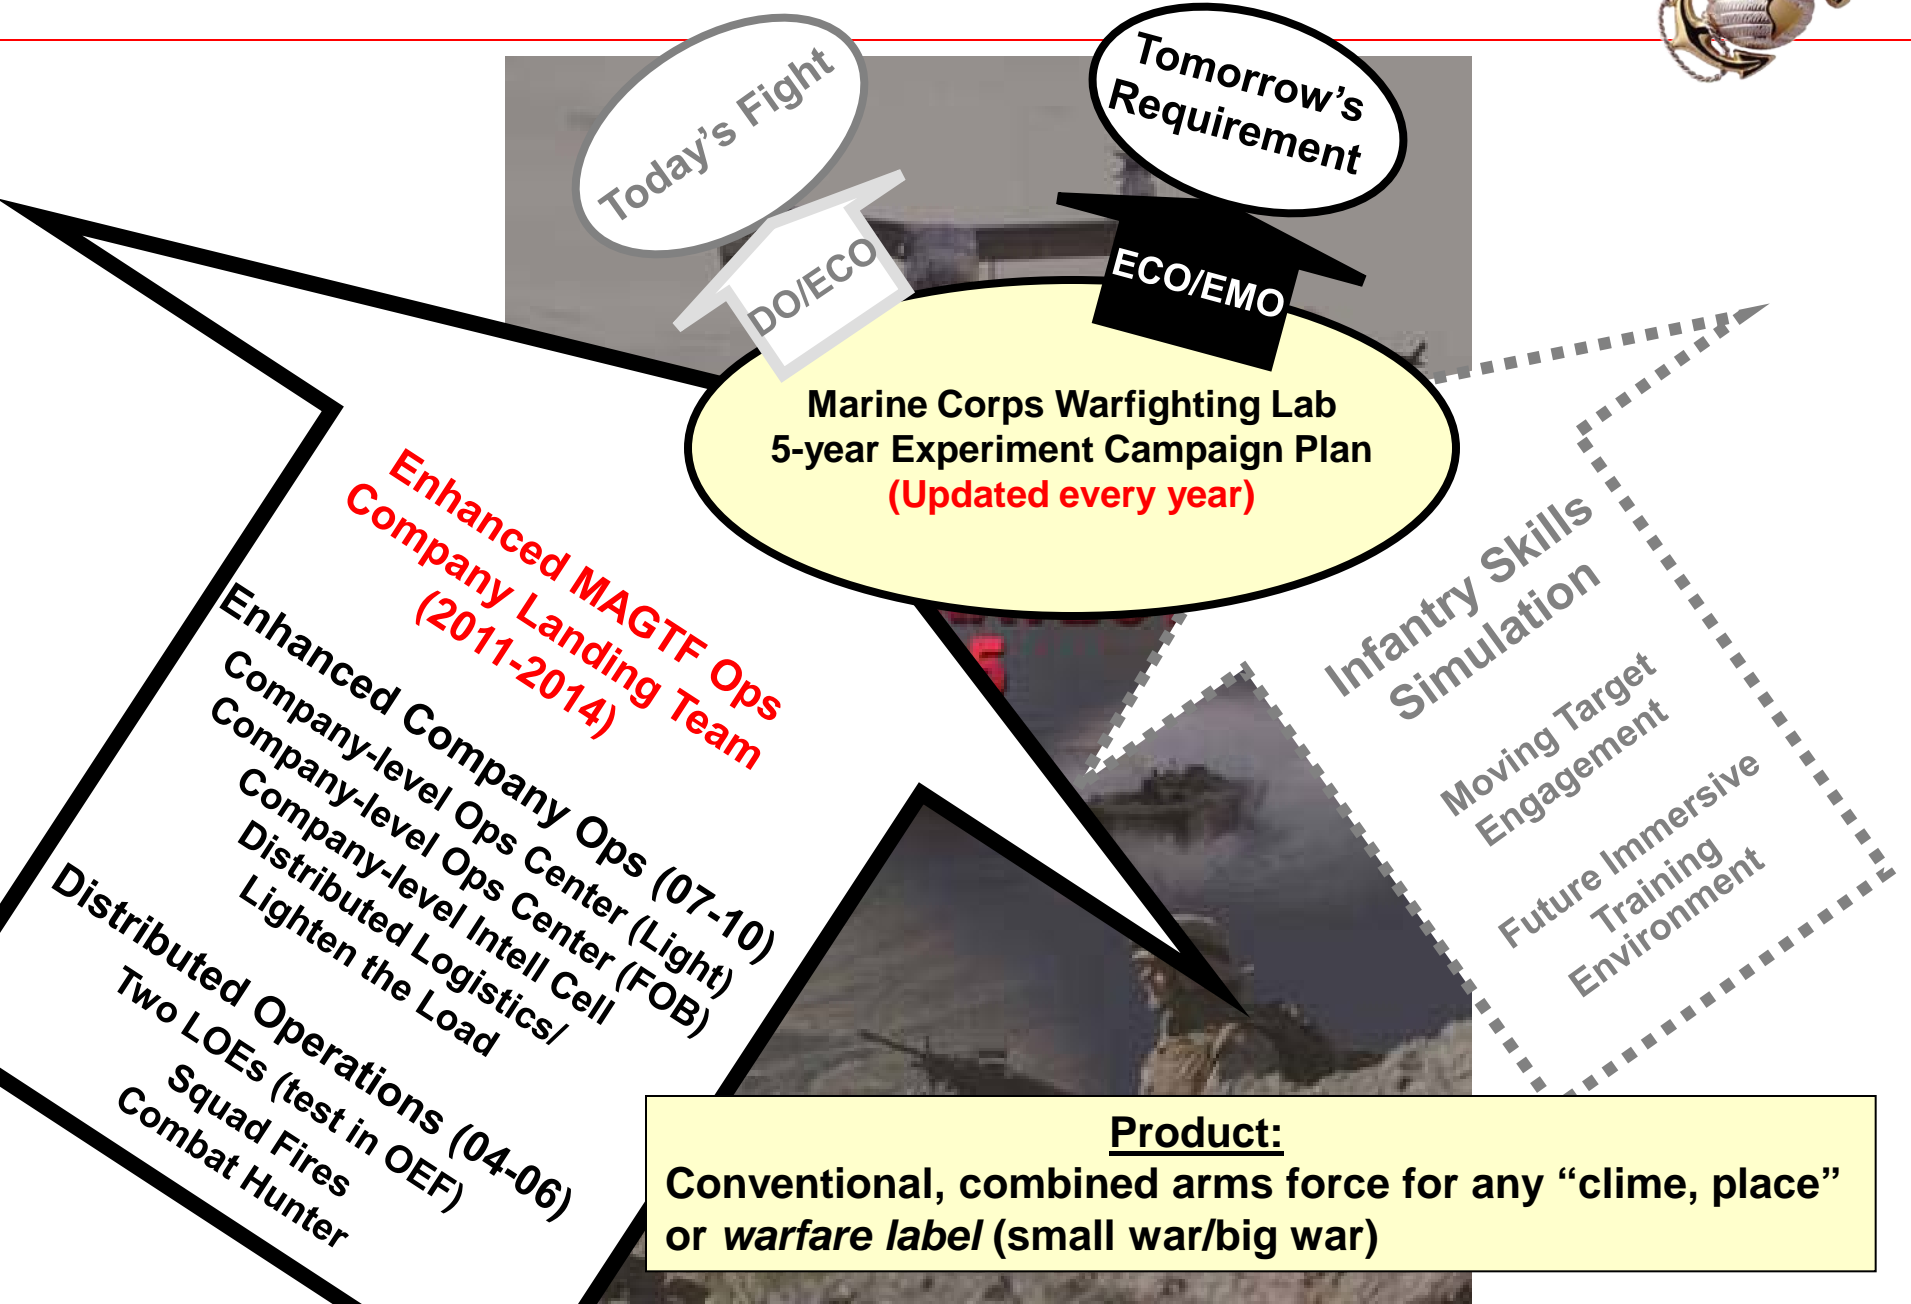 Today's Fight
Tomorrow's
Requirement
DO/ECO
ECO/EMO
Marine Corps Warfighting Lab
5-year Experiment Campaign Plan
(Updated every year)
Enhanced MAGTF Ops
Company Landing Team
(2011-2014)
Enhanced Company Ops (07-10)
Company-level Ops Center (Light)
Company-level Ops Center (FOB)
Company-level Intell Cell
Distributed Logistics/
Lighten the Load
Distributed Operations (04-06)
Two LOEs (test in OEF)
Squad Fires
Combat Hunter
Infantry Skills
Simulation
Moving Target
Engagement
Future Immersive
Training
Environment
Product:
Conventional, combined arms force for any “clime, place”
or warfare label (small war/big war)